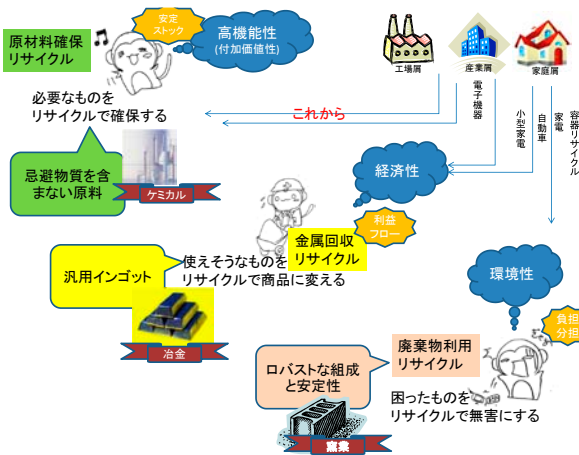 原材料確保
リサイクル
安定
ストック
高機能性
(付加価値性)
工場屑
産業屑
家庭屑
必要なものを
リサイクルで確保する
これから
電子機器
小型家電
自動車
家電
容器リサイクル
忌避物質を含
まない原料
ケミカル
経済性
利益
フロー
金属回収
リサイクル
使えそうなものを
リサイクルで商品に変える
汎用インゴット
冶金
環境性
負担
分担
廃棄物利用
リサイクル
ロバストな組成
と安定性
困ったものを
リサイクルで無害にする
窯業